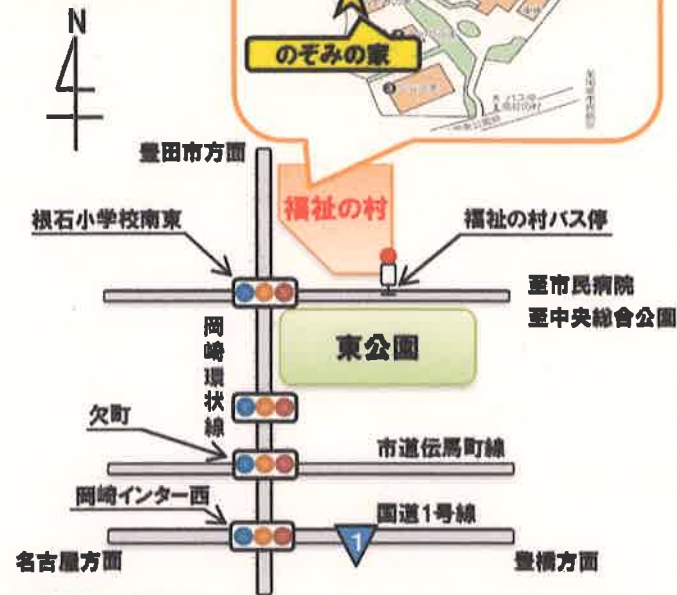 N
のぞみの家
豊田市方面
福祉の村
根石小学校南東
福祉の村バス停
至市民病院
至中央総合公園
岡崎環状線
東公園
欠町
市道伝馬町線
岡崎インター西
国道1号線
1
名古屋方面
豊橋方面